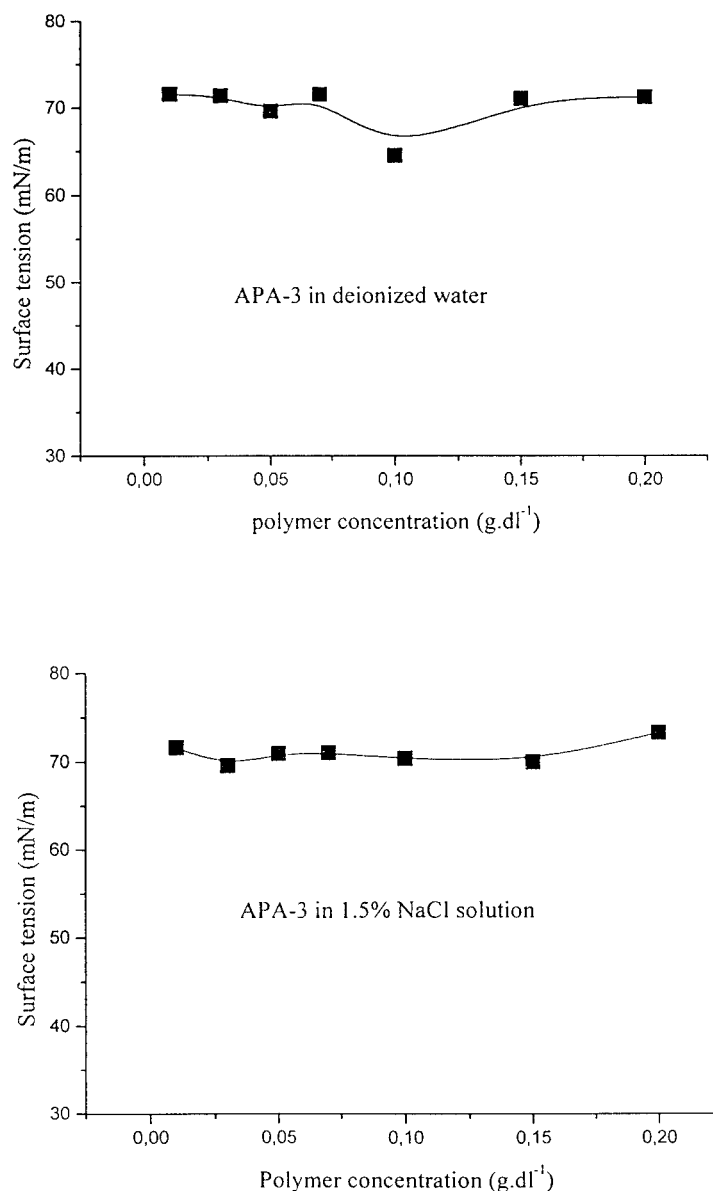 80
70
60
50
40
30
Surface tension (mN/m)
APA-3 in deionized water
0,00 0,05 0,10 0,15 0,20
polymer concentration (g.dl⁻¹)
80
70
60
50
40
30
Surface tension (mN/m)
APA-3 in 1.5% NaCl solution
0,00 0,05 0,10 0,15 0,20
Polymer concentration (g.dl⁻¹)